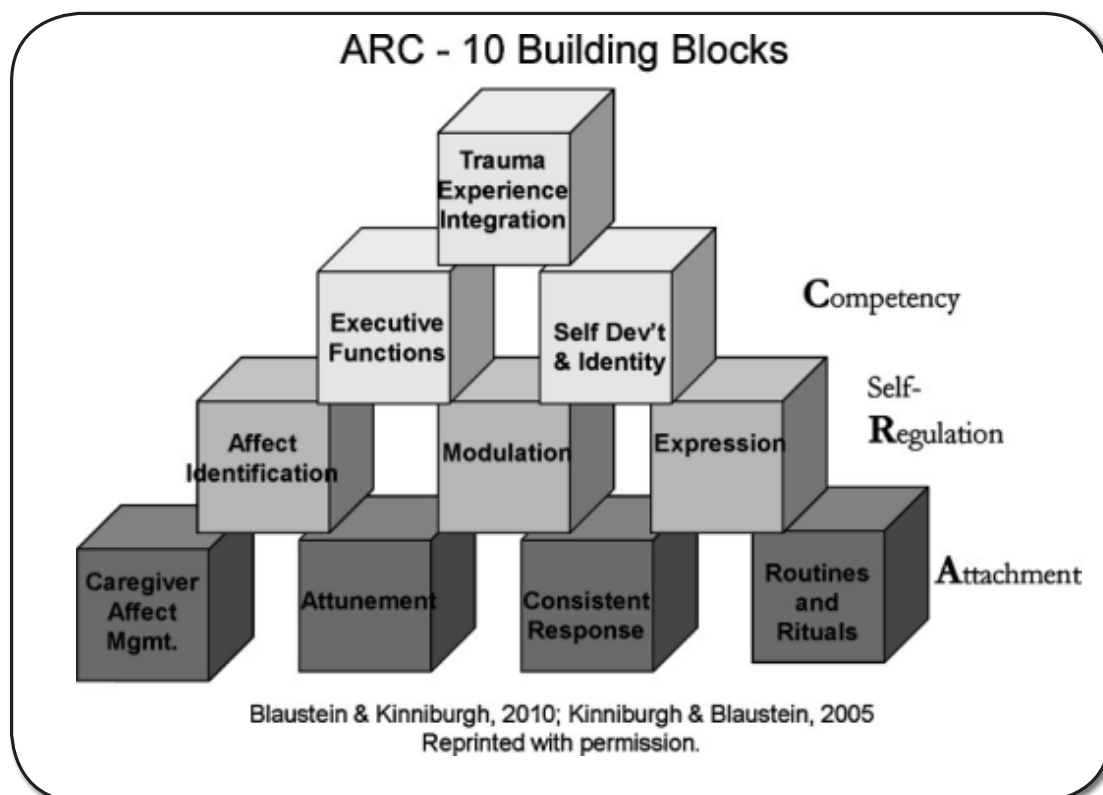 ARC - 10 Building Blocks
Trauma
Experience
Integration
Executive
Functions
Self Dev't
& Identity
Competency
Affect
Identification
Modulation
Expression
Self-
Regulation
Caregiver
Affect
Mgmt.
Attunement
Consistent
Response
Routines
and
Rituals
Attachment
Blaustein & Kinniburgh, 2010; Kinniburgh & Blaustein, 2005
Reprinted with permission.